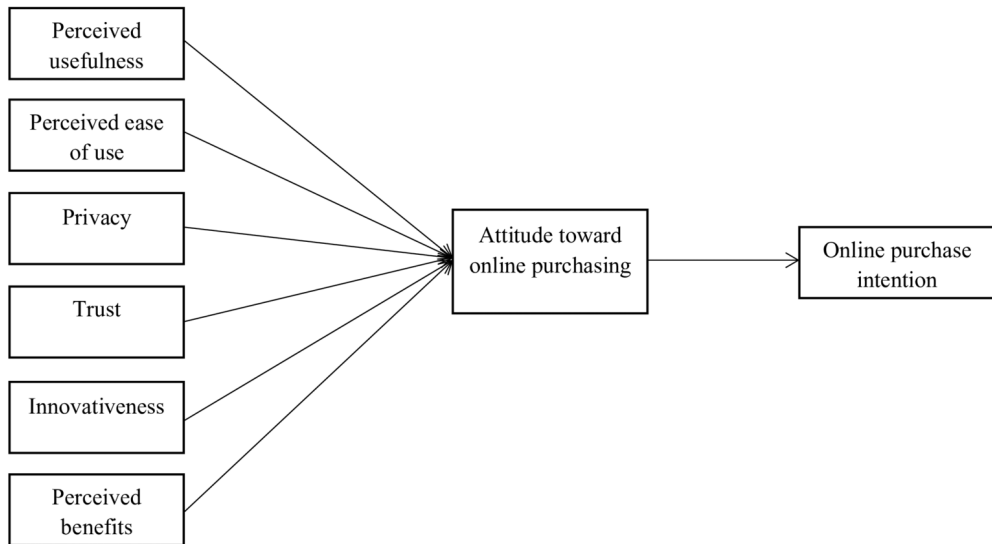 Perceived
usefulness
Perceived ease
of use
Privacy
Trust
Innovativeness
Perceived
benefits
Attitude toward
online purchasing
Online purchase
intention